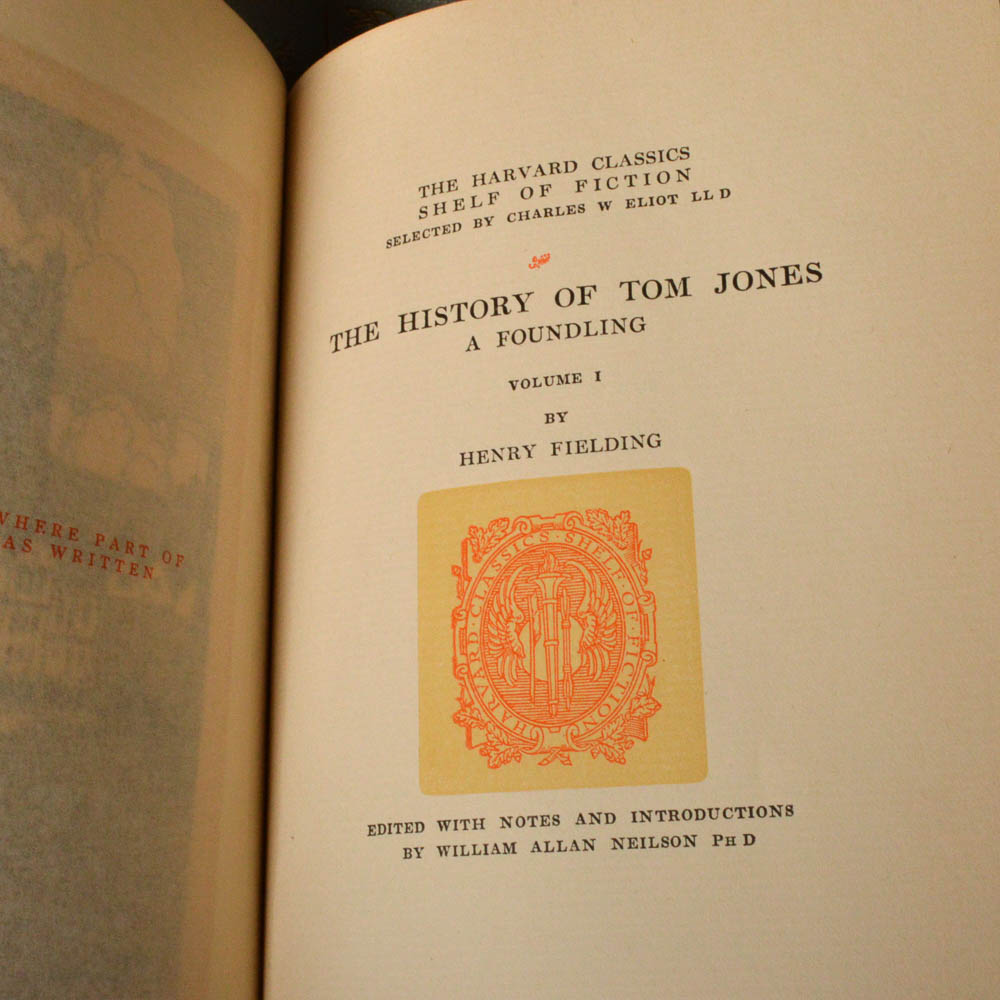 WHERE PART OF
AS WRITTEN
THE HARVARD CLASSICS
SHELF OF FICTION
SELECTED BY CHARLES W ELIOT LL D
THE HISTORY OF TOM JONES
A FOUNDLING
VOLUME I
BY
HENRY FIELDING
HARVARD · CLASSICS · SHELF · OF · FICTION
EDITED WITH NOTES AND INTRODUCTIONS
BY WILLIAM ALLAN NEILSON PH D